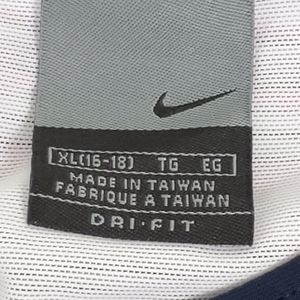 XL(16-18) TG EG
MADE IN TAIWAN
FABRIQUE A TAIWAN
DRI·FIT